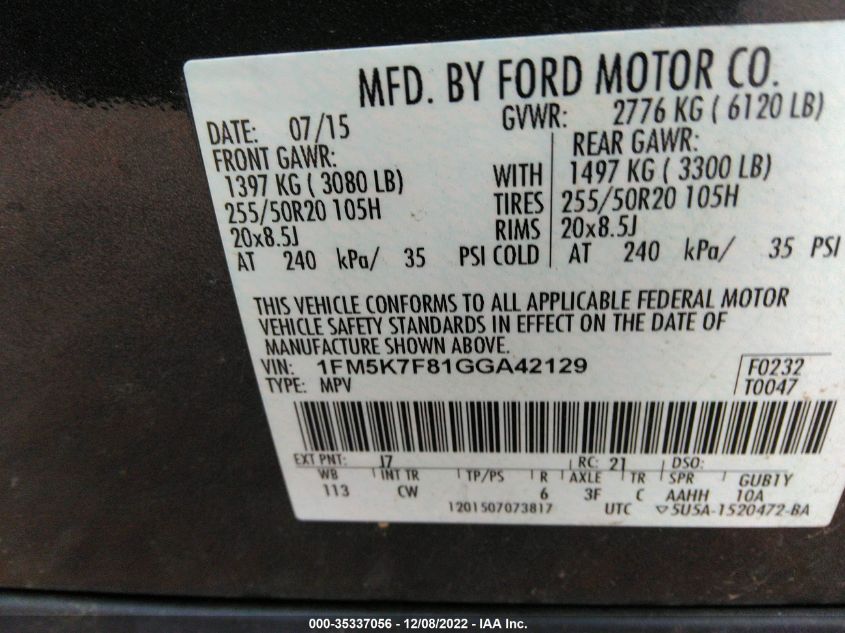 MFD. BY FORD MOTOR CO.
DATE: 07/15 GVWR: 2776 KG ( 6120 LB)
FRONT GAWR: REAR GAWR:
1397 KG ( 3080 LB) WITH 1497 KG ( 3300 LB)
255/50R20 105H TIRES 255/50R20 105H
20x8.5J RIMS 20x8.5J
AT 240 kPa/ 35 PSI COLD AT 240 kPa/ 35 PSI
THIS VEHICLE CONFORMS TO ALL APPLICABLE FEDERAL MOTOR
VEHICLE SAFETY STANDARDS IN EFFECT ON THE DATE OF
MANUFACTURE SHOWN ABOVE.
VIN: 1FM5K7F81GGA42129 F0232
TYPE: MPV T0047
EXT PNT: J7 RC: 21 DSO:
WB INT TR TP/PS R AXLE TR SPR GUB1Y
113 CW 6 3F C AAHH 10A
1201507073817 UTC ▽5U5A-1520472-BA
000-35337056 - 12/08/2022 - IAA Inc.